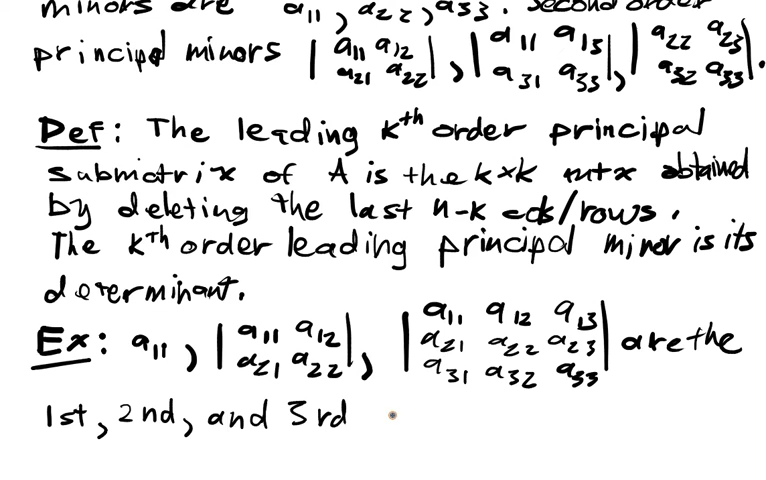 minors are a11, a22, a33. Second order
principal minors | a11 a12 a21 a22 |, | a11 a13 a31 a33 |, | a22 a23 a32 a33 |.
Def: The leading kth order principal
submatrix of A is the k×k mtx obtained
by deleting the last n-k cols/rows.
The kth order leading principal minor is its
determinant.
Ex: a11, | a11 a12 a21 a22 |, | a11 a12 a13 a21 a22 a23 a31 a32 a33 | are the
1st, 2nd, and 3rd